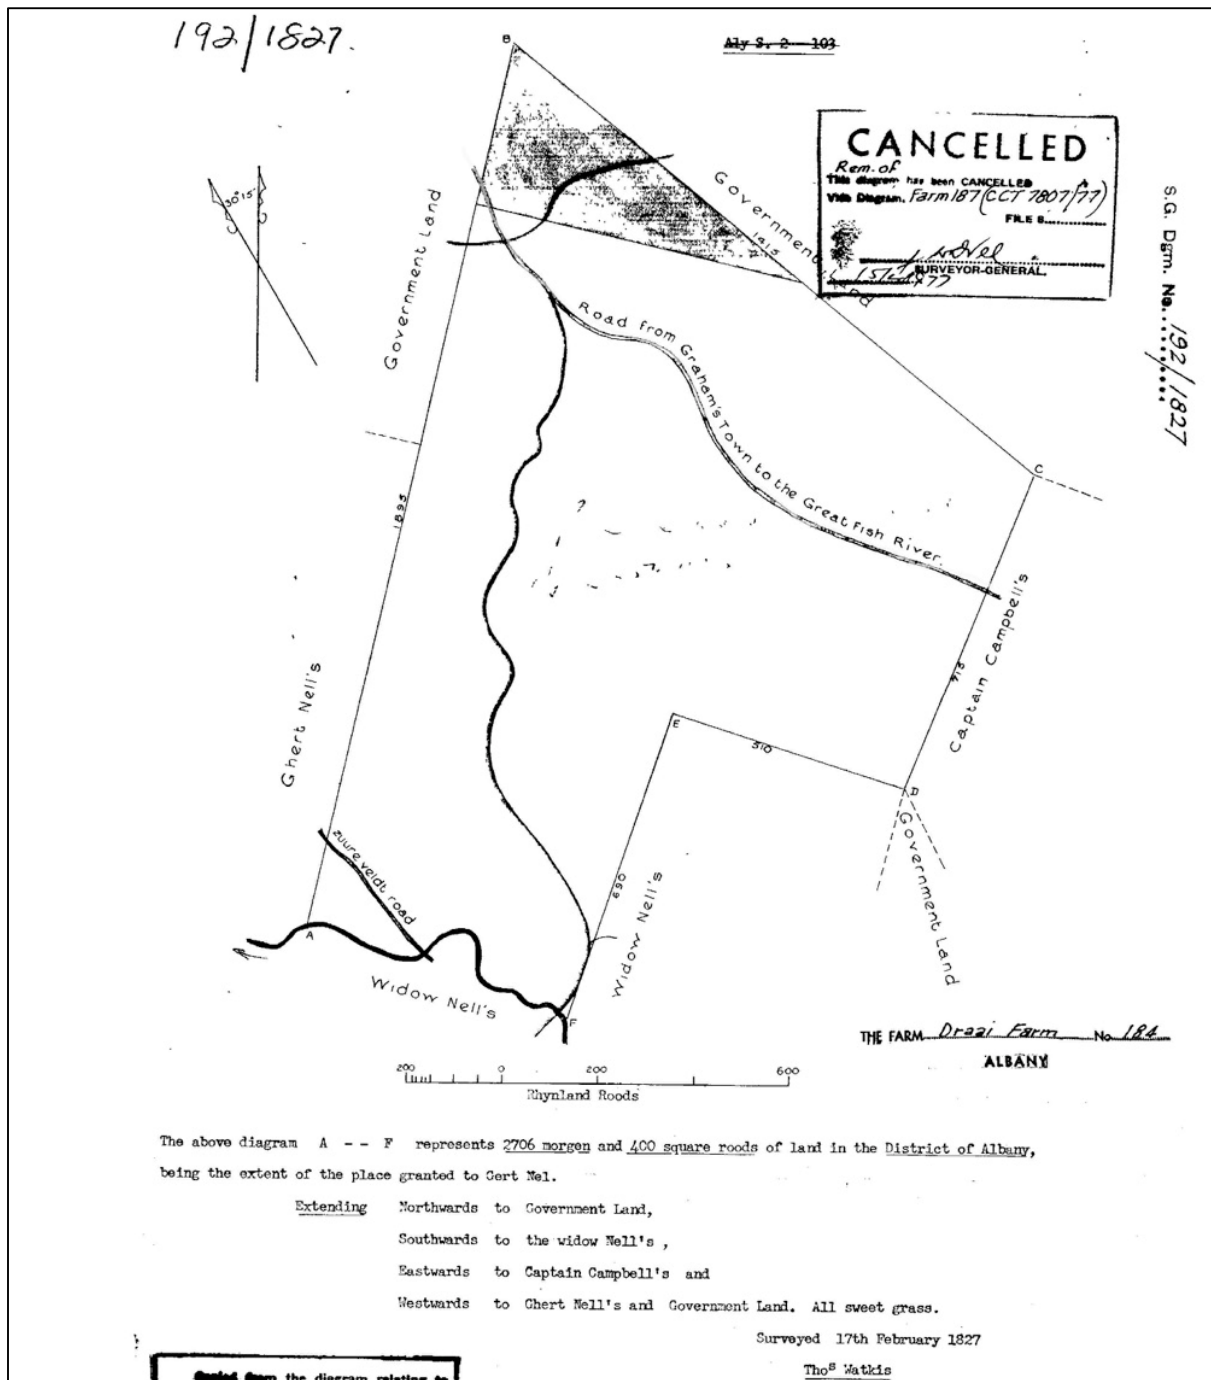 192/1827.
Aly S. 2 - 103
B
CANCELLED
Rem. of
This diagram has been CANCELLED
Vide Diagram. Farm 187 (CCT 7807/77)
FILE S
SURVEYOR-GENERAL.
S.G. Dgm. No. 192/1827
30° 15'
Government Land
Government Land
1415
Road from Graham's Town to the Great Fish River.
C
1895
Captain Campbell's
Ghert Nell's
E
510
D
Government Land
zuure veldt road
690
Widow Nell's
A
Widow Nell's
F
THE FARM Draai Farm No. 184
ALBANY
200 0 200 600
Rhynland Roods
The above diagram A -- F represents 2706 morgen and 400 square roods of land in the District of Albany,
being the extent of the place granted to Gert Nel.
Extending Northwards to Government Land,
Southwards to the widow Nell's ,
Eastwards to Captain Campbell's and
Westwards to Ghert Nell's and Government Land. All sweet grass.
Surveyed 17th February 1827
Thos Watkis
the diagram relating to